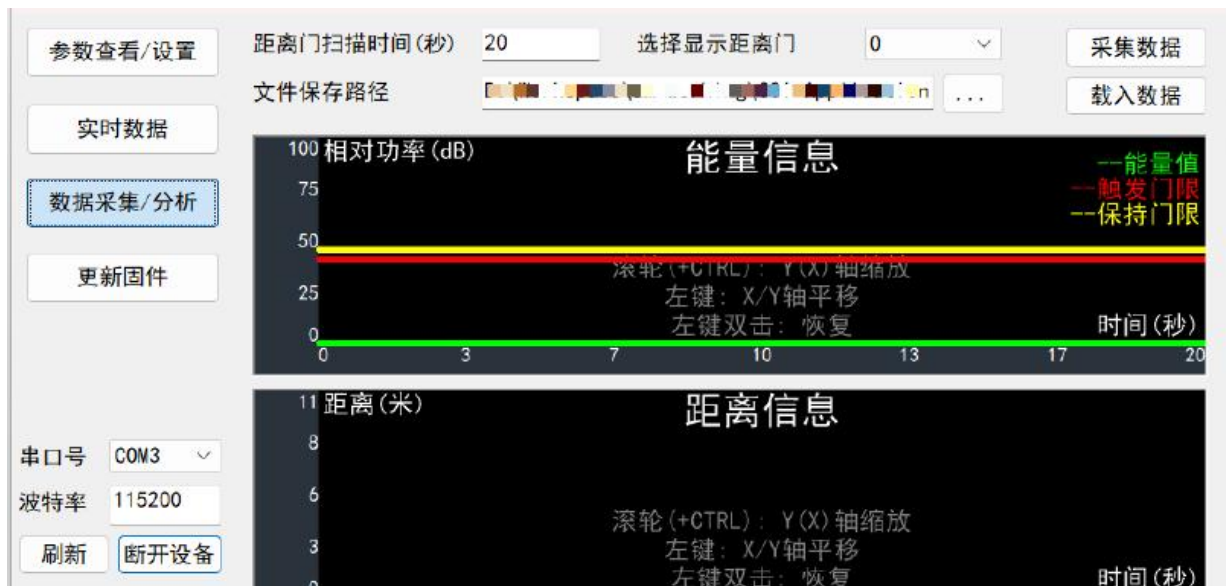 参数查看/设置
实时数据
数据采集/分析
更新固件
串口号 COM3
波特率 115200
刷新 断开设备
距离门扫描时间(秒) 20 选择显示距离门 0 采集数据
文件保存路径 ... 载入数据
100 相对功率(dB) 能量信息
--能量值
75
--触发门限
--保持门限
50
滚轮(+CTRL): Y(X)轴缩放
25
左键: X/Y轴平移
左键双击: 恢复
0 时间(秒)
0 3 7 10 13 17 20
11 距离(米) 距离信息
8
6
滚轮(+CTRL): Y(X)轴缩放
3
左键: X/Y轴平移
左键双击: 恢复
0 时间(秒)